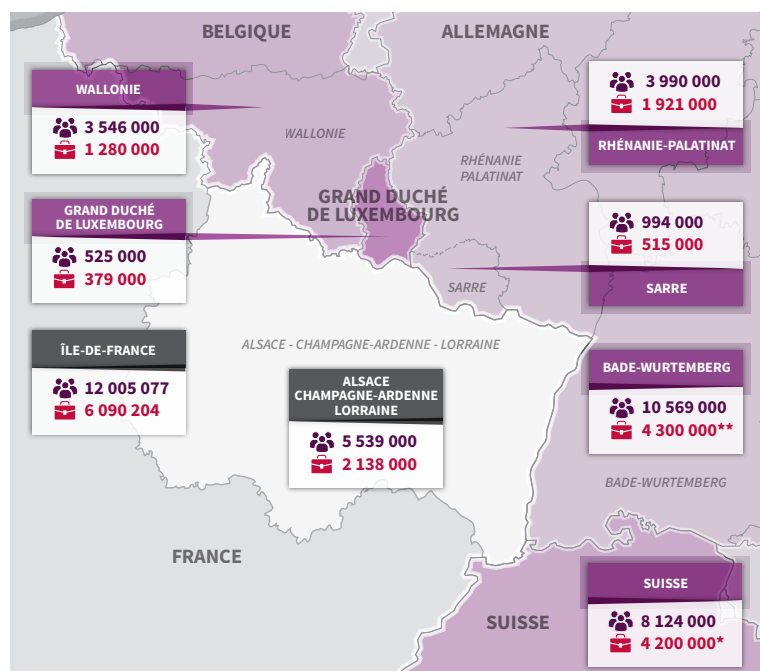 BELGIQUE
ALLEMAGNE
WALLONIE
3 546 000
1 280 000
3 990 000
1 921 000
RHÉNANIE-PALATINAT
WALLONIE
RHÉNANIE
PALATINAT
GRAND DUCHÉ
DE LUXEMBOURG
GRAND DUCHÉ
DE LUXEMBOURG
525 000
379 000
994 000
515 000
SARRE
SARRE
ÎLE-DE-FRANCE
12 005 077
6 090 204
ALSACE - CHAMPAGNE-ARDENNE - LORRAINE
ALSACE
CHAMPAGNE-ARDENNE
LORRAINE
5 539 000
2 138 000
BADE-WURTEMBERG
10 569 000
4 300 000**
BADE-WURTEMBERG
FRANCE
SUISSE
SUISSE
8 124 000
4 200 000*